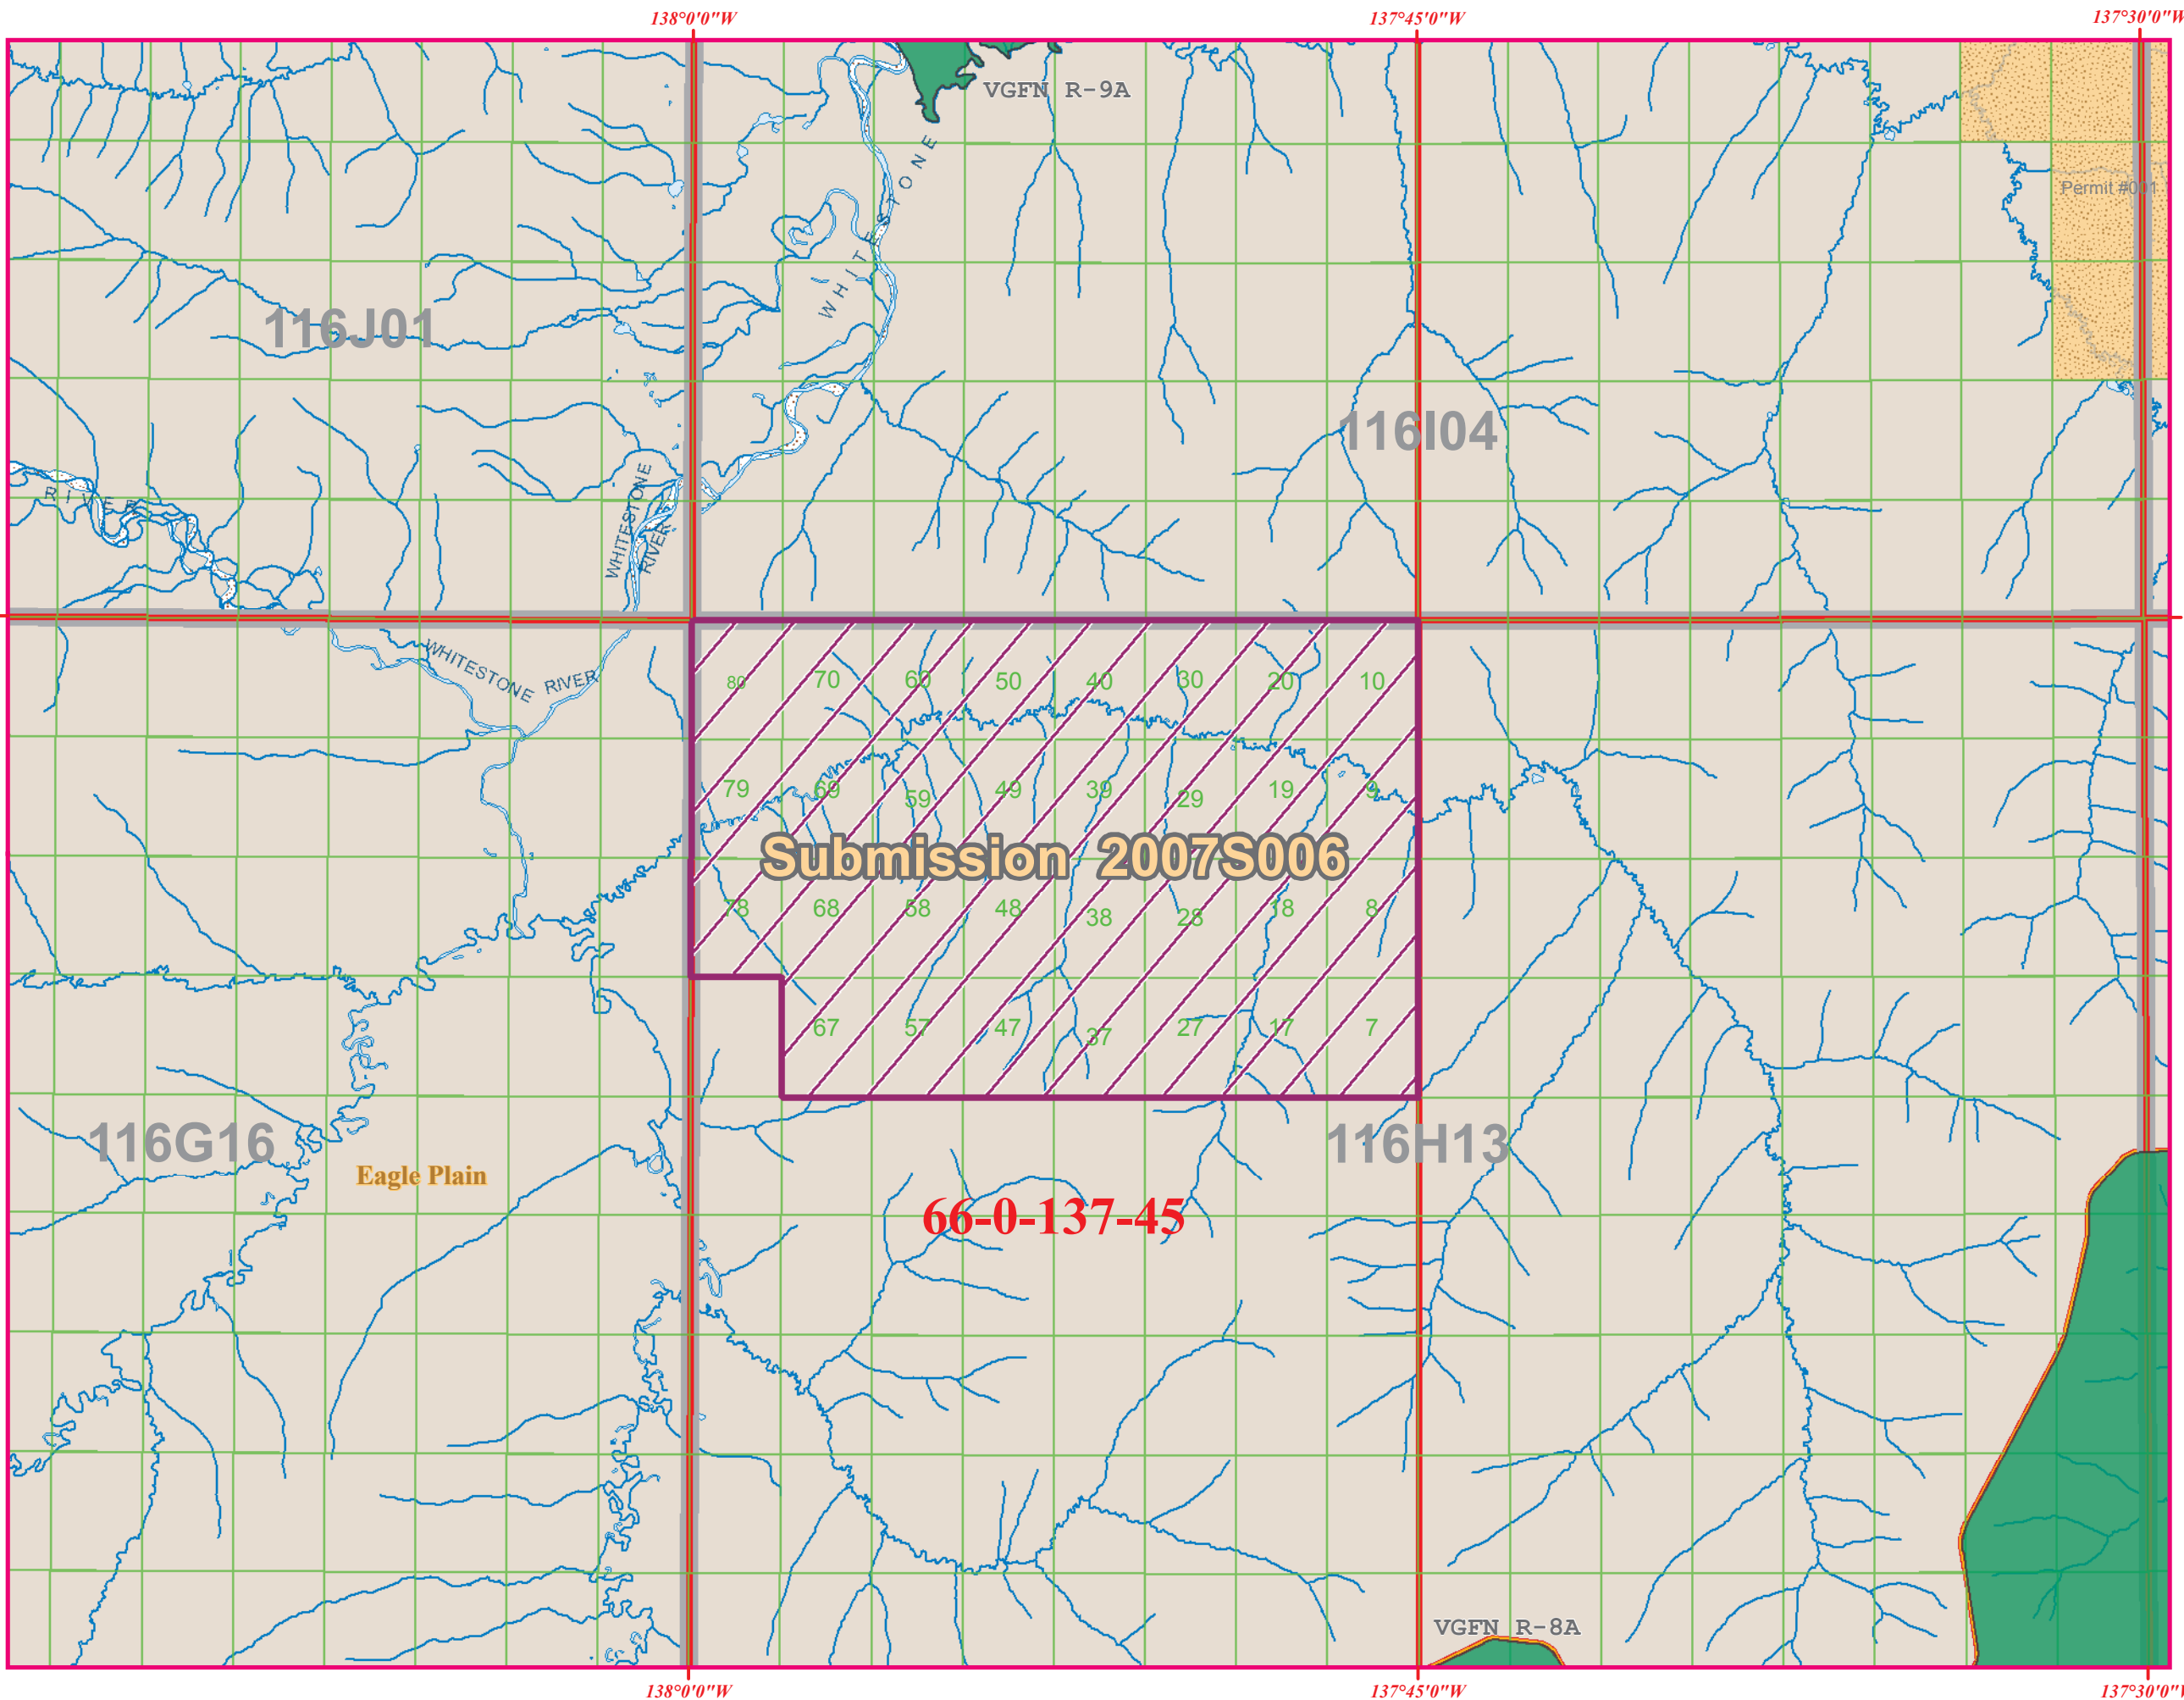 138°0'0"W
137°45'0"W
137°30'0"W
VGFN R-9A
WHITESTONE
Permit #001
116J01
116I04
RIVER
WHITESTONE
RIVER
WHITESTONE RIVER
80 70 60 50 40 30 20 10
79 69 59 49 39 29 19 9
Submission 2007S006
78 68 58 48 38 28 18 8
67 57 47 37 27 17 7
116G16
116H13
Eagle Plain
66-0-137-45
VGFN R-8A
138°0'0"W
137°45'0"W
137°30'0"W